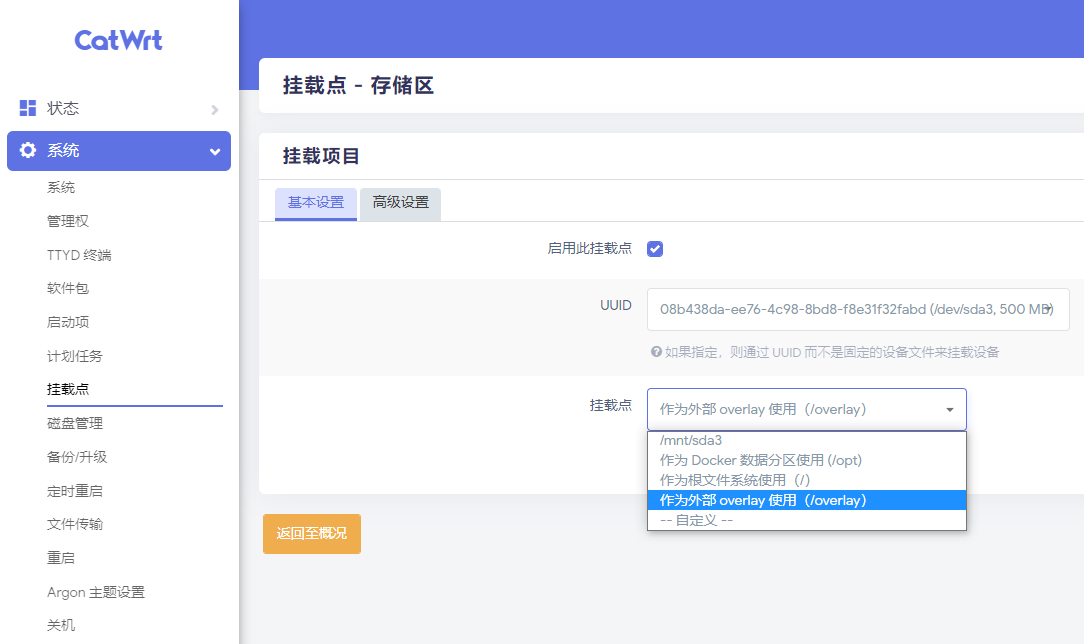 CatWrt
状态
系统
系统
管理权
TTYD 终端
软件包
启动项
计划任务
挂载点
磁盘管理
备份/升级
定时重启
文件传输
重启
Argon 主题设置
关机
挂载点 - 存储区
挂载项目
基本设置
高级设置
启用此挂载点
UUID
08b438da-ee76-4c98-8bd8-f8e31f32fabd (/dev/sda3, 500 MB)
如果指定，则通过 UUID 而不是固定的设备文件来挂载设备
挂载点
作为外部 overlay 使用（/overlay）
/mnt/sda3
作为 Docker 数据分区使用 (/opt)
作为根文件系统使用（/）
作为外部 overlay 使用（/overlay）
-- 自定义 --
返回至概况